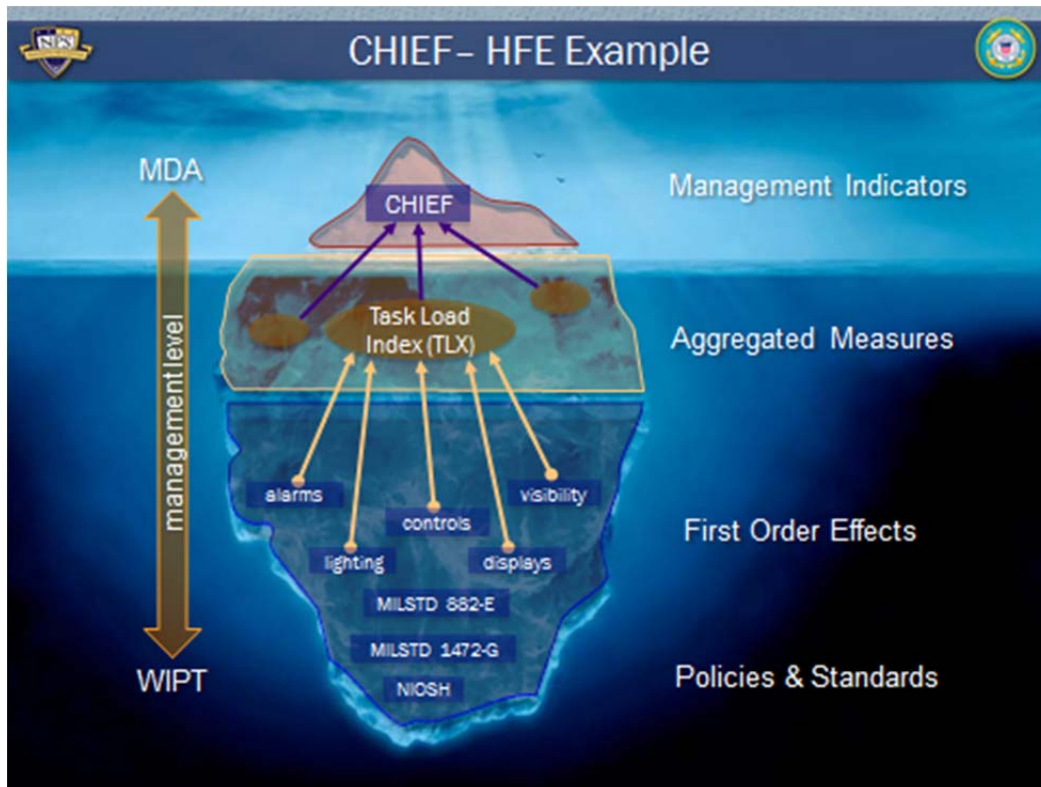 NPS
CHIEF– HFE Example
MDA
Management Indicators
CHIEF
Task Load
Index (TLX)
Aggregated Measures
management level
alarms
visibility
controls
First Order Effects
lighting
displays
MILSTD 882-E
MILSTD 1472-G
WIPT
NIOSH
Policies & Standards